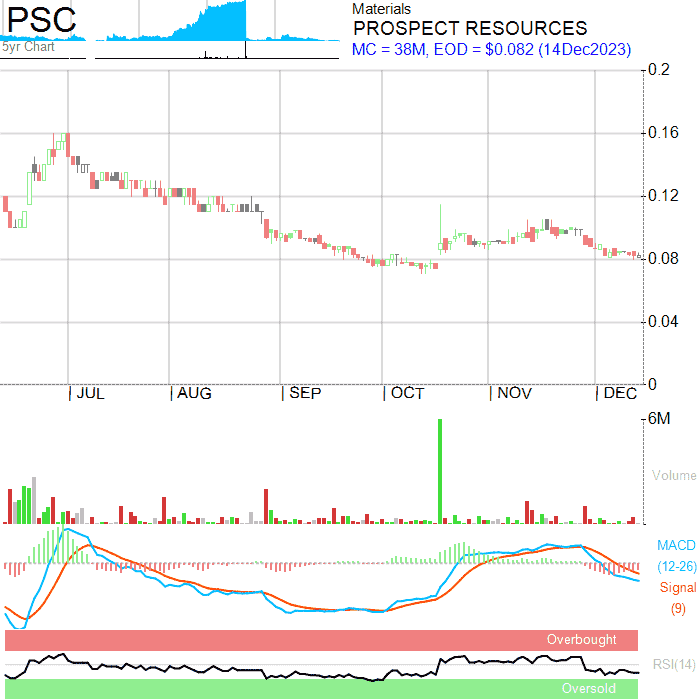 PSC
5yr Chart
Materials
PROSPECT RESOURCES
MC = 38M, EOD = $0.082 (14Dec2023)
0.2
0.16
0.12
0.08
0.04
0
JUL AUG SEP OCT NOV DEC
6M
Volume
MACD
(12-26)
Signal
(9)
Overbought
RSI(14)
Oversold